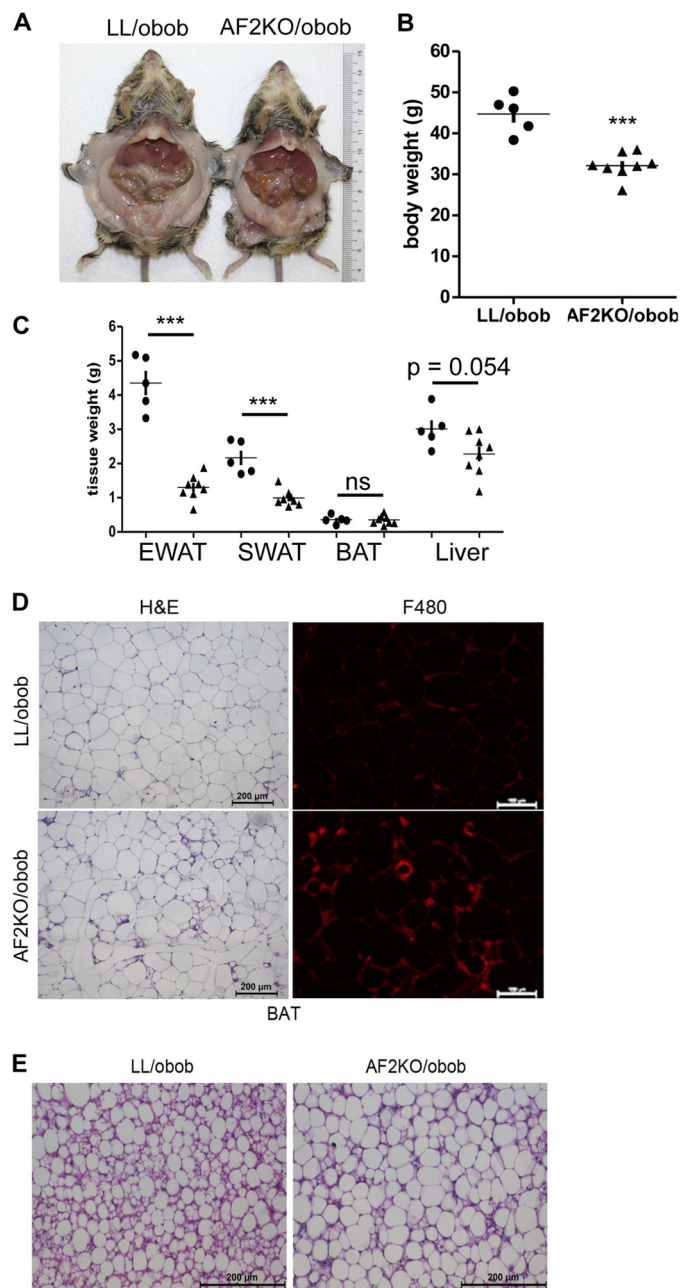 A
LL/obob AF2KO/obob
B
60
50
40
30
20
10
0
body weight (g)
***
LL/obob AF2KO/obob
C
6
5
4
3
2
1
0
tissue weight (g)
***
***
ns
p = 0.054
EWAT SWAT BAT Liver
D
H&E F480
LL/obob
200 µm
AF2KO/obob
200 µm
BAT
E
LL/obob AF2KO/obob
200 µm 200 µm